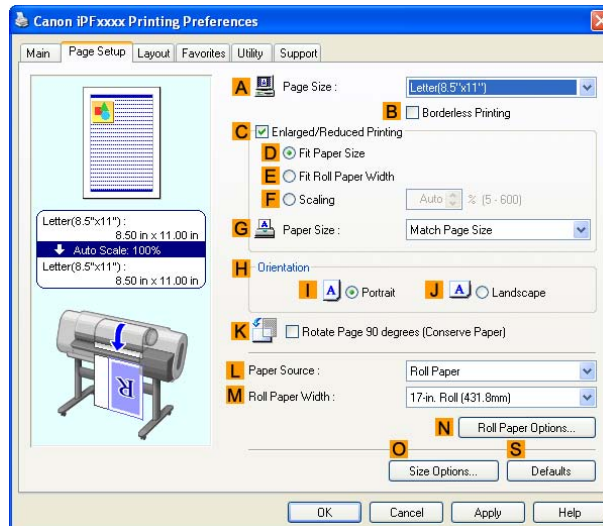 Canon iPFxxxx Printing Preferences
Main Page Setup Layout Favorites Utility Support
A Page Size : Letter(8.5"x11")
B Borderless Printing
C Enlarged/Reduced Printing
D Fit Paper Size
E Fit Roll Paper Width
F Scaling Auto % (5 - 600)
G Paper Size : Match Page Size
Letter(8.5"x11") :
8.50 in x 11.00 in
Auto Scale: 100%
Letter(8.5"x11") :
8.50 in x 11.00 in
H Orientation
I A Portrait J A Landscape
K Rotate Page 90 degrees (Conserve Paper)
L Paper Source : Roll Paper
M Roll Paper Width : 17-in. Roll (431.8mm)
R
N Roll Paper Options...
O S
Size Options... Defaults
OK Cancel Apply Help